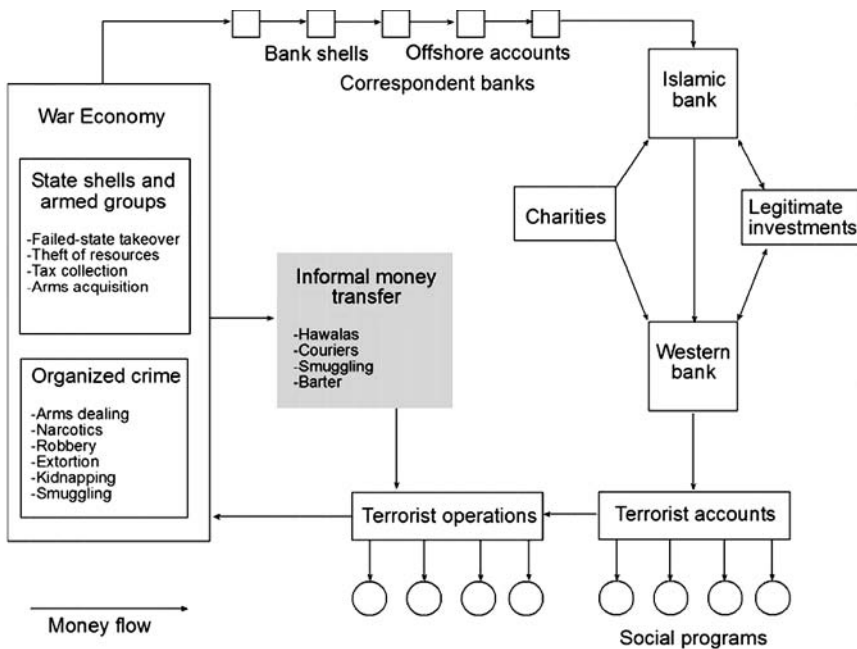 Bank shells
Offshore accounts
Correspondent banks
War Economy
State shells and
armed groups
-Failed-state takeover
-Theft of resources
-Tax collection
-Arms acquisition
Organized crime
-Arms dealing
-Narcotics
-Robbery
-Extortion
-Kidnapping
-Smuggling
Informal money
transfer
-Hawalas
-Couriers
-Smuggling
-Barter
Islamic
bank
Charities
Legitimate
investments
Western
bank
Terrorist operations
Terrorist accounts
Social programs
Money flow